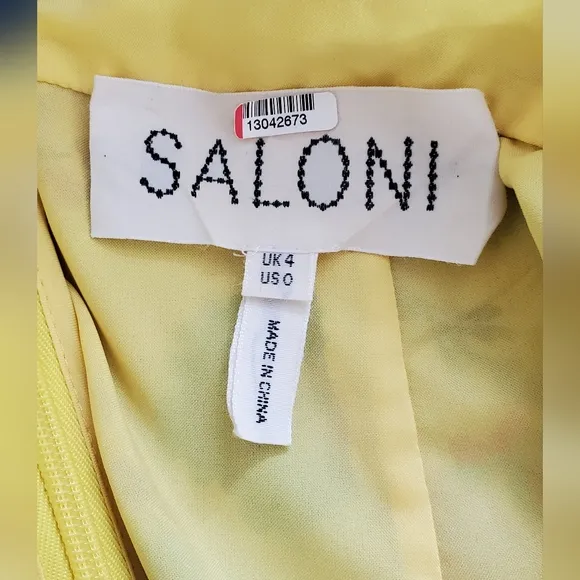 13042673
SALONI
UK 4
US 0
MADE IN CHINA